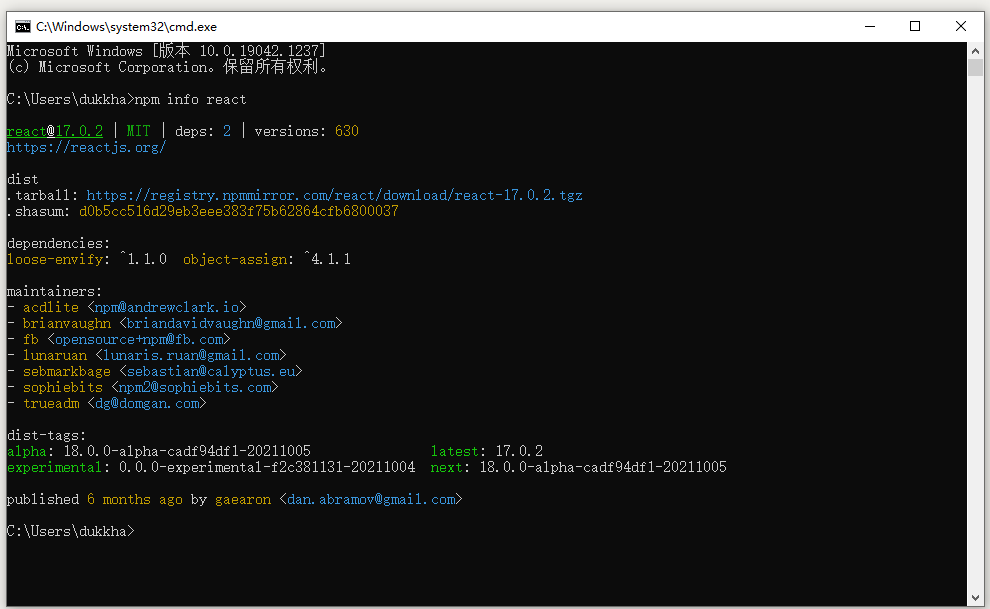 C:\Windows\system32\cmd.exe
Microsoft Windows [版本 10.0.19042.1237]
(c) Microsoft Corporation。保留所有权利。
C:\Users\dukkha>npm info react
react@17.0.2 | MIT | deps: 2 | versions: 630
https://reactjs.org/
dist
.tarball: https://registry.npmmirror.com/react/download/react-17.0.2.tgz
.shasum: d0b5cc516d29eb3eee383f75b62864cfb6800037
dependencies:
loose-envify: ^1.1.0  object-assign: ^4.1.1
maintainers:
- acdlite <npm@andrewclark.io>
- brianvaughn <briandavidvaughn@gmail.com>
- fb <opensource+npm@fb.com>
- lunaruan <lunaris.ruan@gmail.com>
- sebmarkbage <sebastian@calyptus.eu>
- sophiebits <npm2@sophiebits.com>
- trueadm <dg@domgan.com>
dist-tags:
alpha: 18.0.0-alpha-cadf94df1-20211005               latest: 17.0.2
experimental: 0.0.0-experimental-f2c381131-20211004  next: 18.0.0-alpha-cadf94df1-20211005
published 6 months ago by gaearon <dan.abramov@gmail.com>
C:\Users\dukkha>